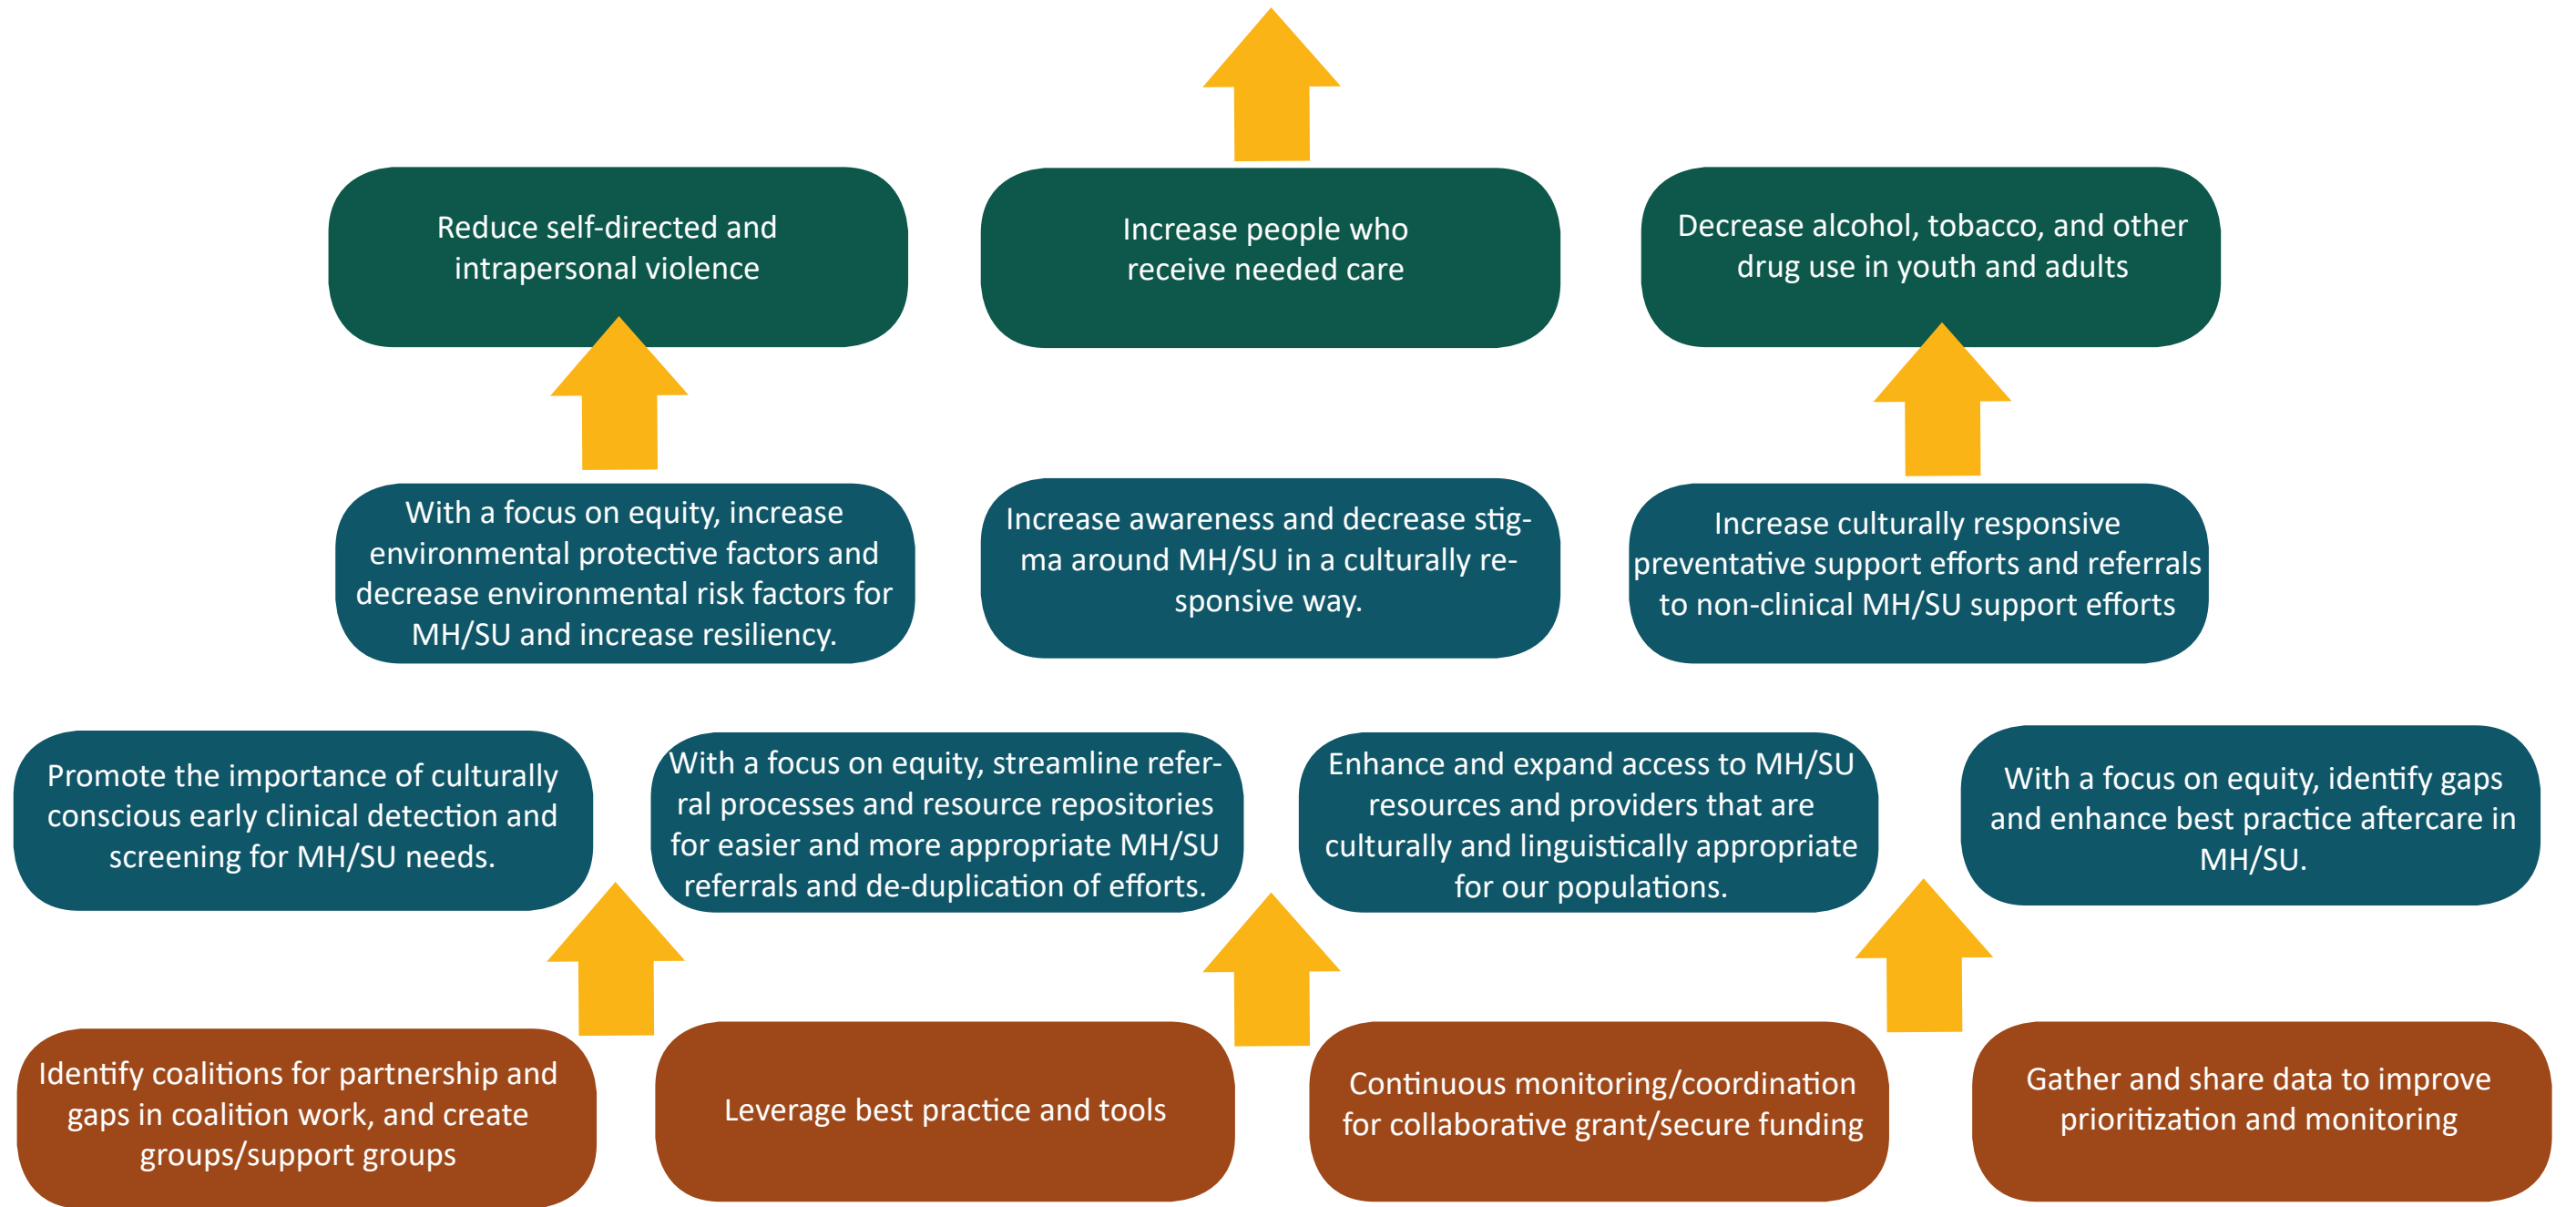 Reduce self-directed and
intrapersonal violence
Increase people who
receive needed care
Decrease alcohol, tobacco, and other
drug use in youth and adults
With a focus on equity, increase
environmental protective factors and
decrease environmental risk factors for
MH/SU and increase resiliency.
Increase awareness and decrease stig-
ma around MH/SU in a culturally re-
sponsive way.
Increase culturally responsive
preventative support efforts and referrals
to non-clinical MH/SU support efforts
Promote the importance of culturally
conscious early clinical detection and
screening for MH/SU needs.
With a focus on equity, streamline refer-
ral processes and resource repositories
for easier and more appropriate MH/SU
referrals and de-duplication of efforts.
Enhance and expand access to MH/SU
resources and providers that are
culturally and linguistically appropriate
for our populations.
With a focus on equity, identify gaps
and enhance best practice aftercare in
MH/SU.
Identify coalitions for partnership and
gaps in coalition work, and create
groups/support groups
Leverage best practice and tools
Continuous monitoring/coordination
for collaborative grant/secure funding
Gather and share data to improve
prioritization and monitoring